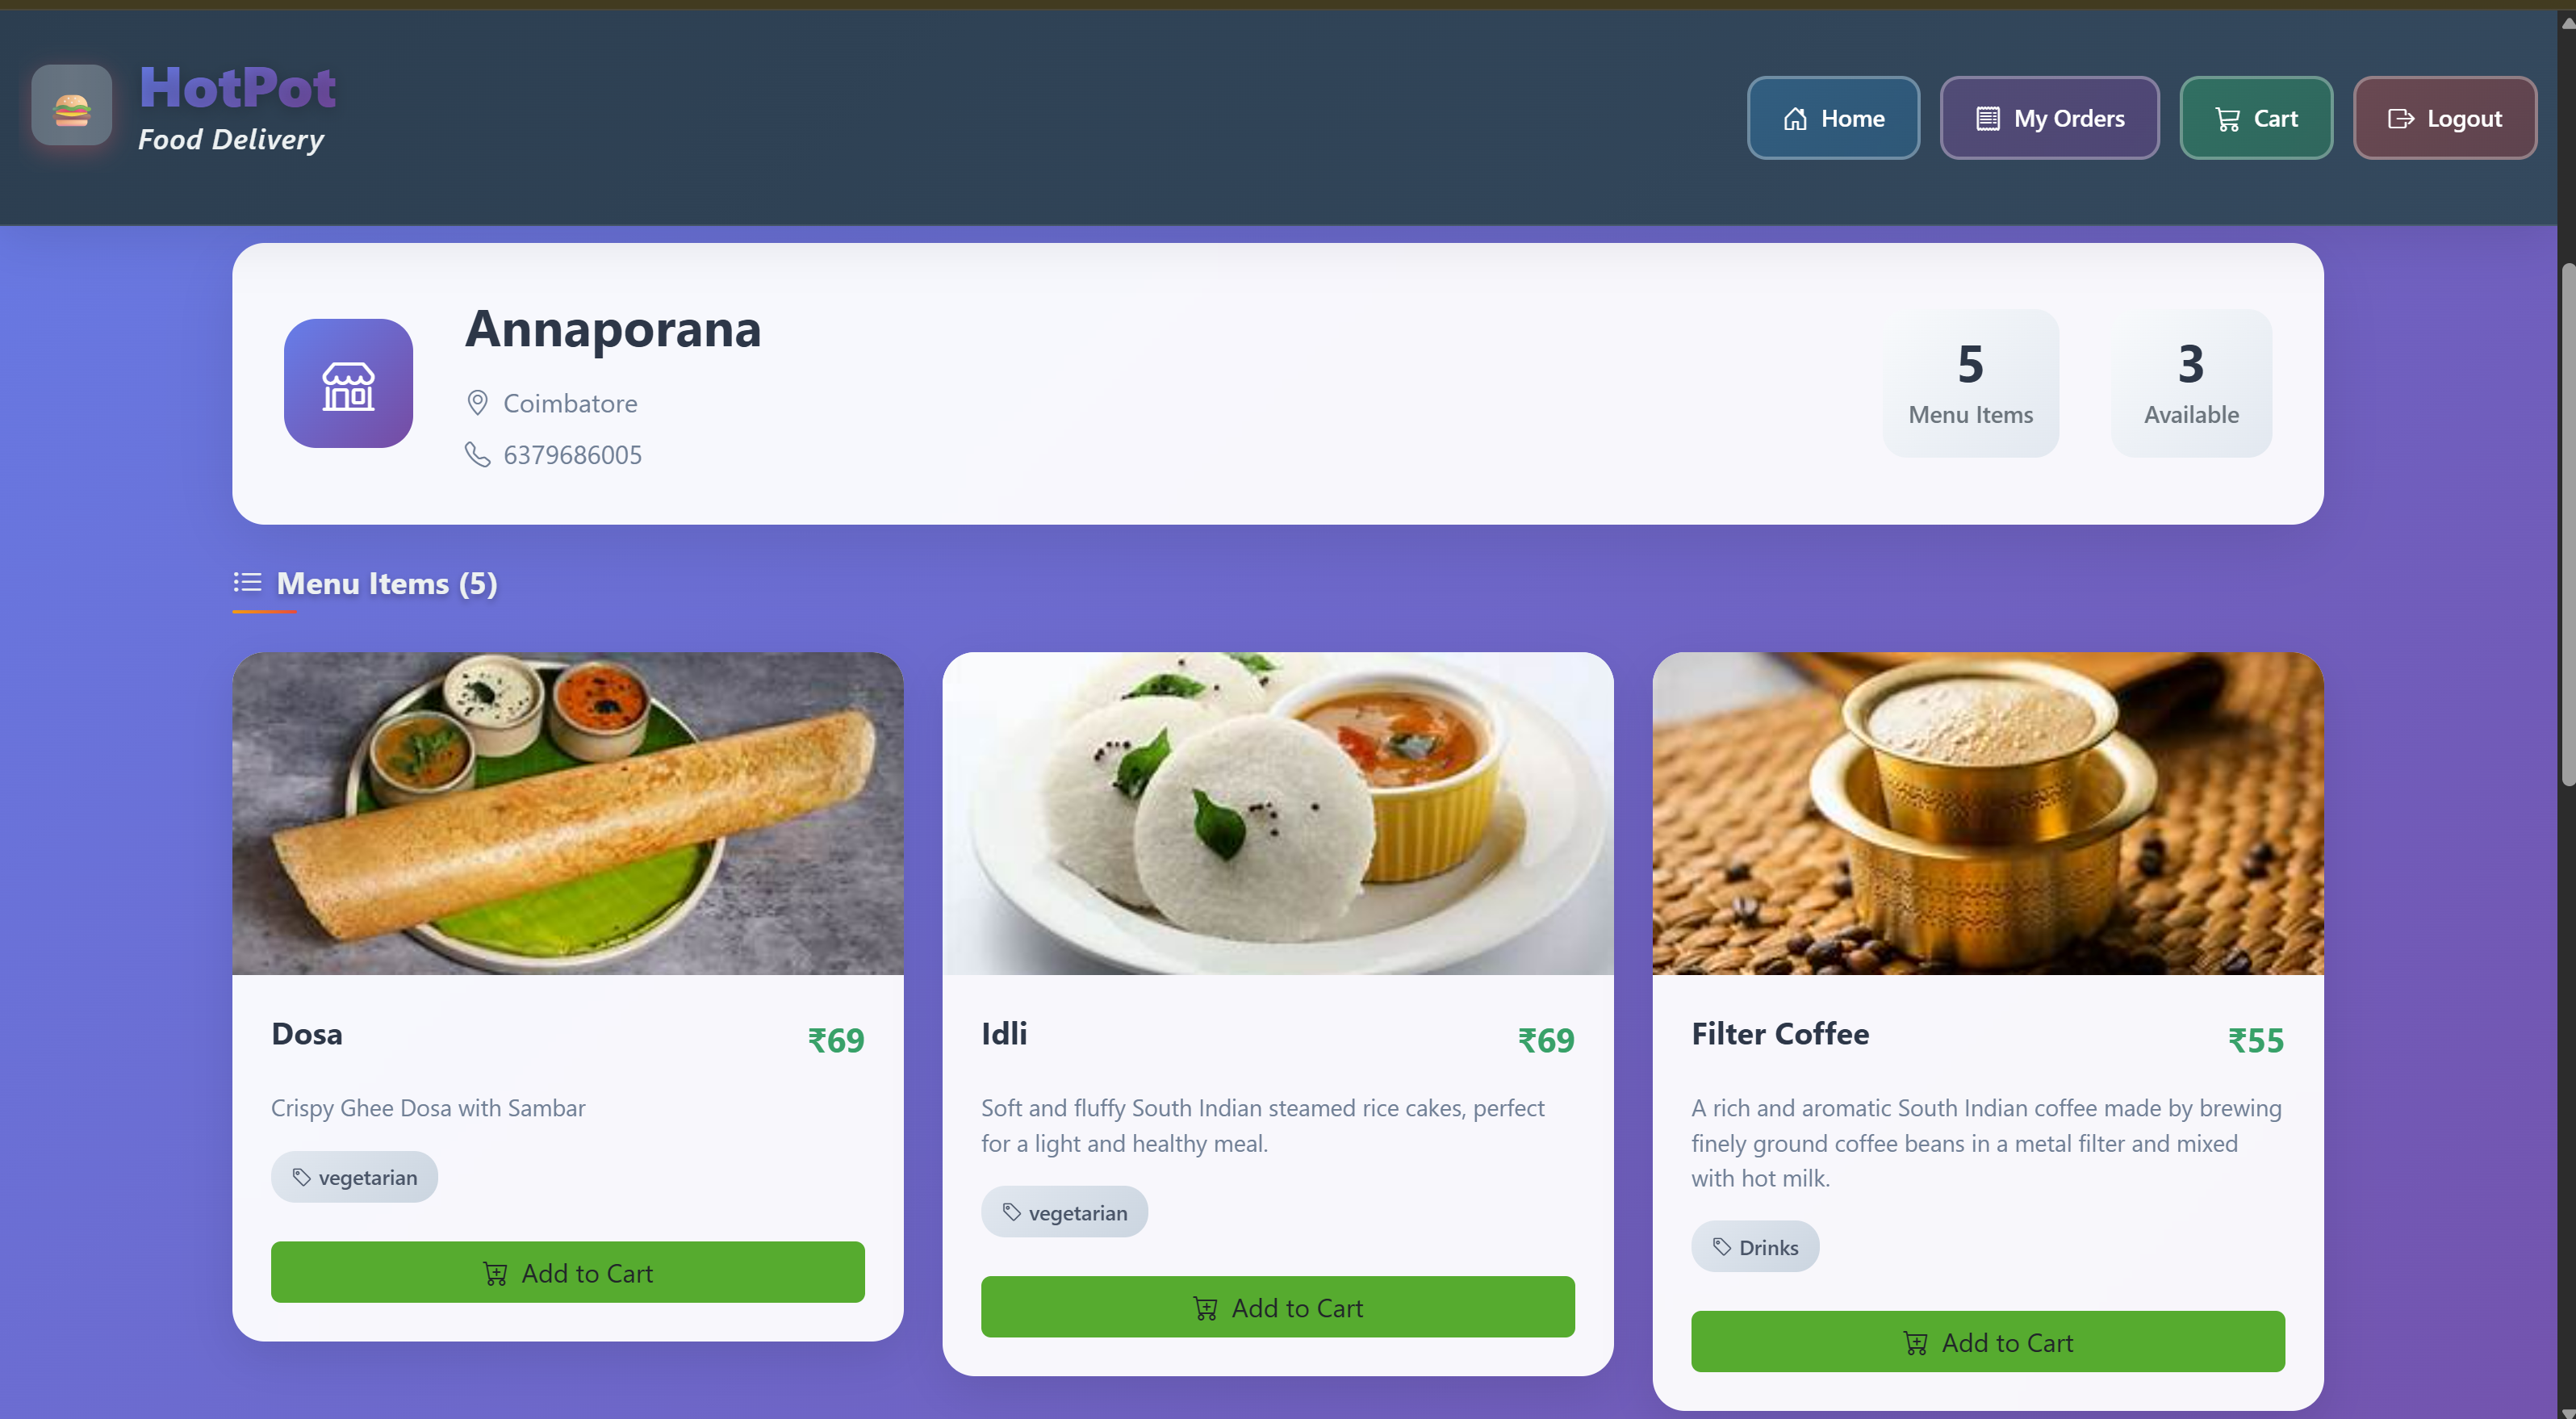 HotPot
Food Delivery
Home
My Orders
Cart
Logout
Annaporana
Coimbatore
6379686005
5
Menu Items
3
Available
Menu Items (5)
Dosa
₹69
Crispy Ghee Dosa with Sambar
vegetarian
Add to Cart
Idli
₹69
Soft and fluffy South Indian steamed rice cakes, perfect
for a light and healthy meal.
vegetarian
Add to Cart
Filter Coffee
₹55
A rich and aromatic South Indian coffee made by brewing
finely ground coffee beans in a metal filter and mixed
with hot milk.
Drinks
Add to Cart